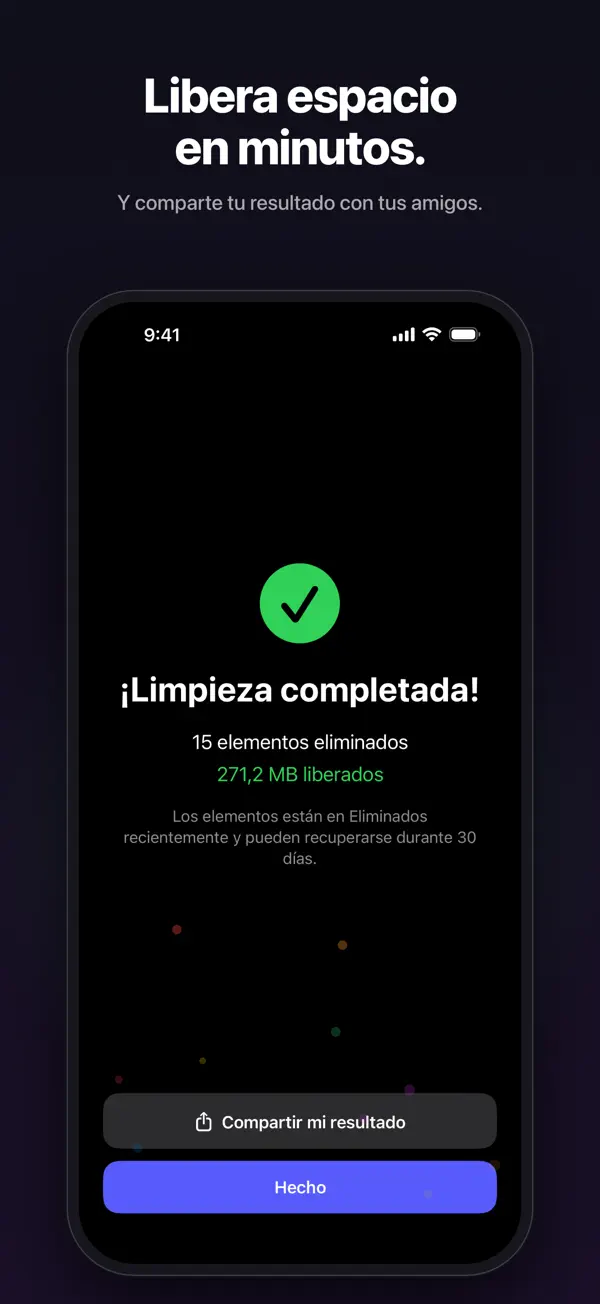 Libera espacio
en minutos.
Y comparte tu resultado con tus amigos.
9:41
¡Limpieza completada!
15 elementos eliminados
271,2 MB liberados
Los elementos están en Eliminados
recientemente y pueden recuperarse durante 30
días.
Compartir mi resultado
Hecho